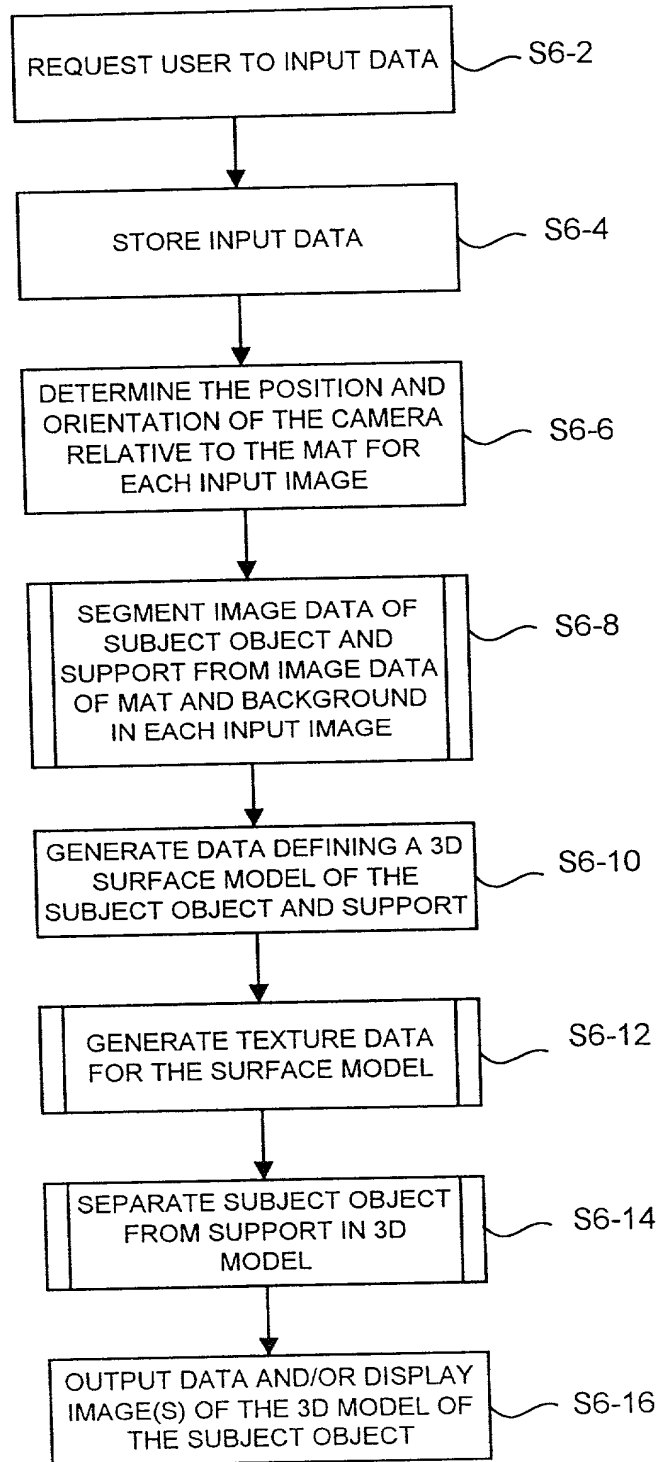 REQUEST USER TO INPUT DATA
S6-2
STORE INPUT DATA
S6-4
DETERMINE THE POSITION AND
ORIENTATION OF THE CAMERA
RELATIVE TO THE MAT FOR
EACH INPUT IMAGE
S6-6
SEGMENT IMAGE DATA OF
SUBJECT OBJECT AND
SUPPORT FROM IMAGE DATA
OF MAT AND BACKGROUND
IN EACH INPUT IMAGE
S6-8
GENERATE DATA DEFINING A 3D
SURFACE MODEL OF THE
SUBJECT OBJECT AND SUPPORT
S6-10
GENERATE TEXTURE DATA
FOR THE SURFACE MODEL
S6-12
SEPARATE SUBJECT OBJECT
FROM SUPPORT IN 3D
MODEL
S6-14
OUTPUT DATA AND/OR DISPLAY
IMAGE(S) OF THE 3D MODEL OF
THE SUBJECT OBJECT
S6-16